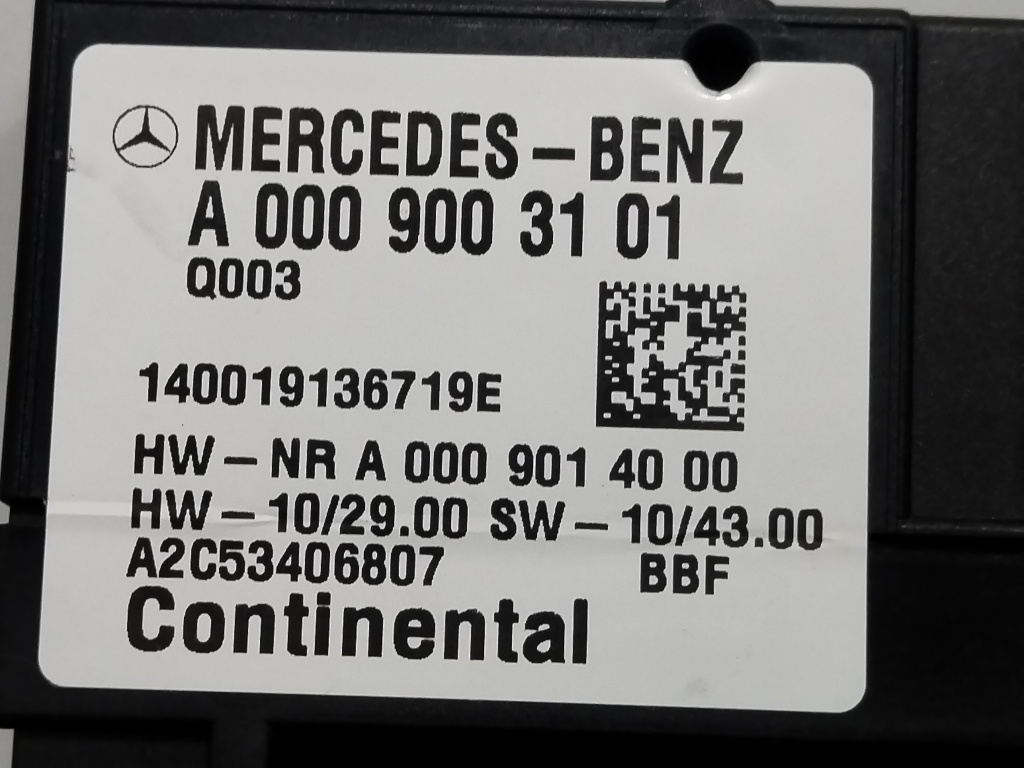 MERCEDES-BENZ
A 000 900 31 01
Q003
140019136719E
HW-NR A 000 901 40 00
HW-10/29.00 SW-10/43.00
A2C53406807 BBF
Continental